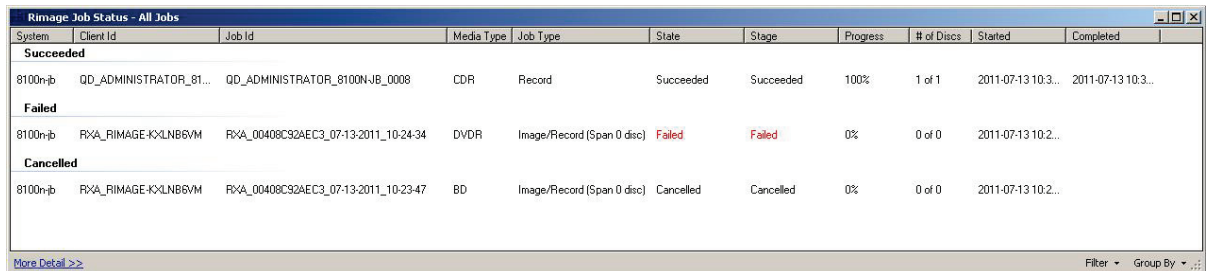 Rimage Job Status - All Jobs
System Client Id Job Id Media Type Job Type State Stage Progress # of Discs Started Completed
Succeeded
8100n-jb QD_ADMINISTRATOR_81... QD_ADMINISTRATOR_8100N-JB_0008 CDR Record Succeeded Succeeded 100% 1 of 1 2011-07-13 10:3... 2011-07-13 10:3...
Failed
8100n-jb RXA_RIMAGE-KXLNB6VM RXA_00408C92AEC3_07-13-2011_10-24-34 DVDR Image/Record (Span 0 disc) Failed Failed 0% 0 of 0 2011-07-13 10:2...
Cancelled
8100n-jb RXA_RIMAGE-KXLNB6VM RXA_00408C92AEC3_07-13-2011_10-23-47 BD Image/Record (Span 0 disc) Cancelled Cancelled 0% 0 of 0 2011-07-13 10:2...
More Detail >> Filter Group By